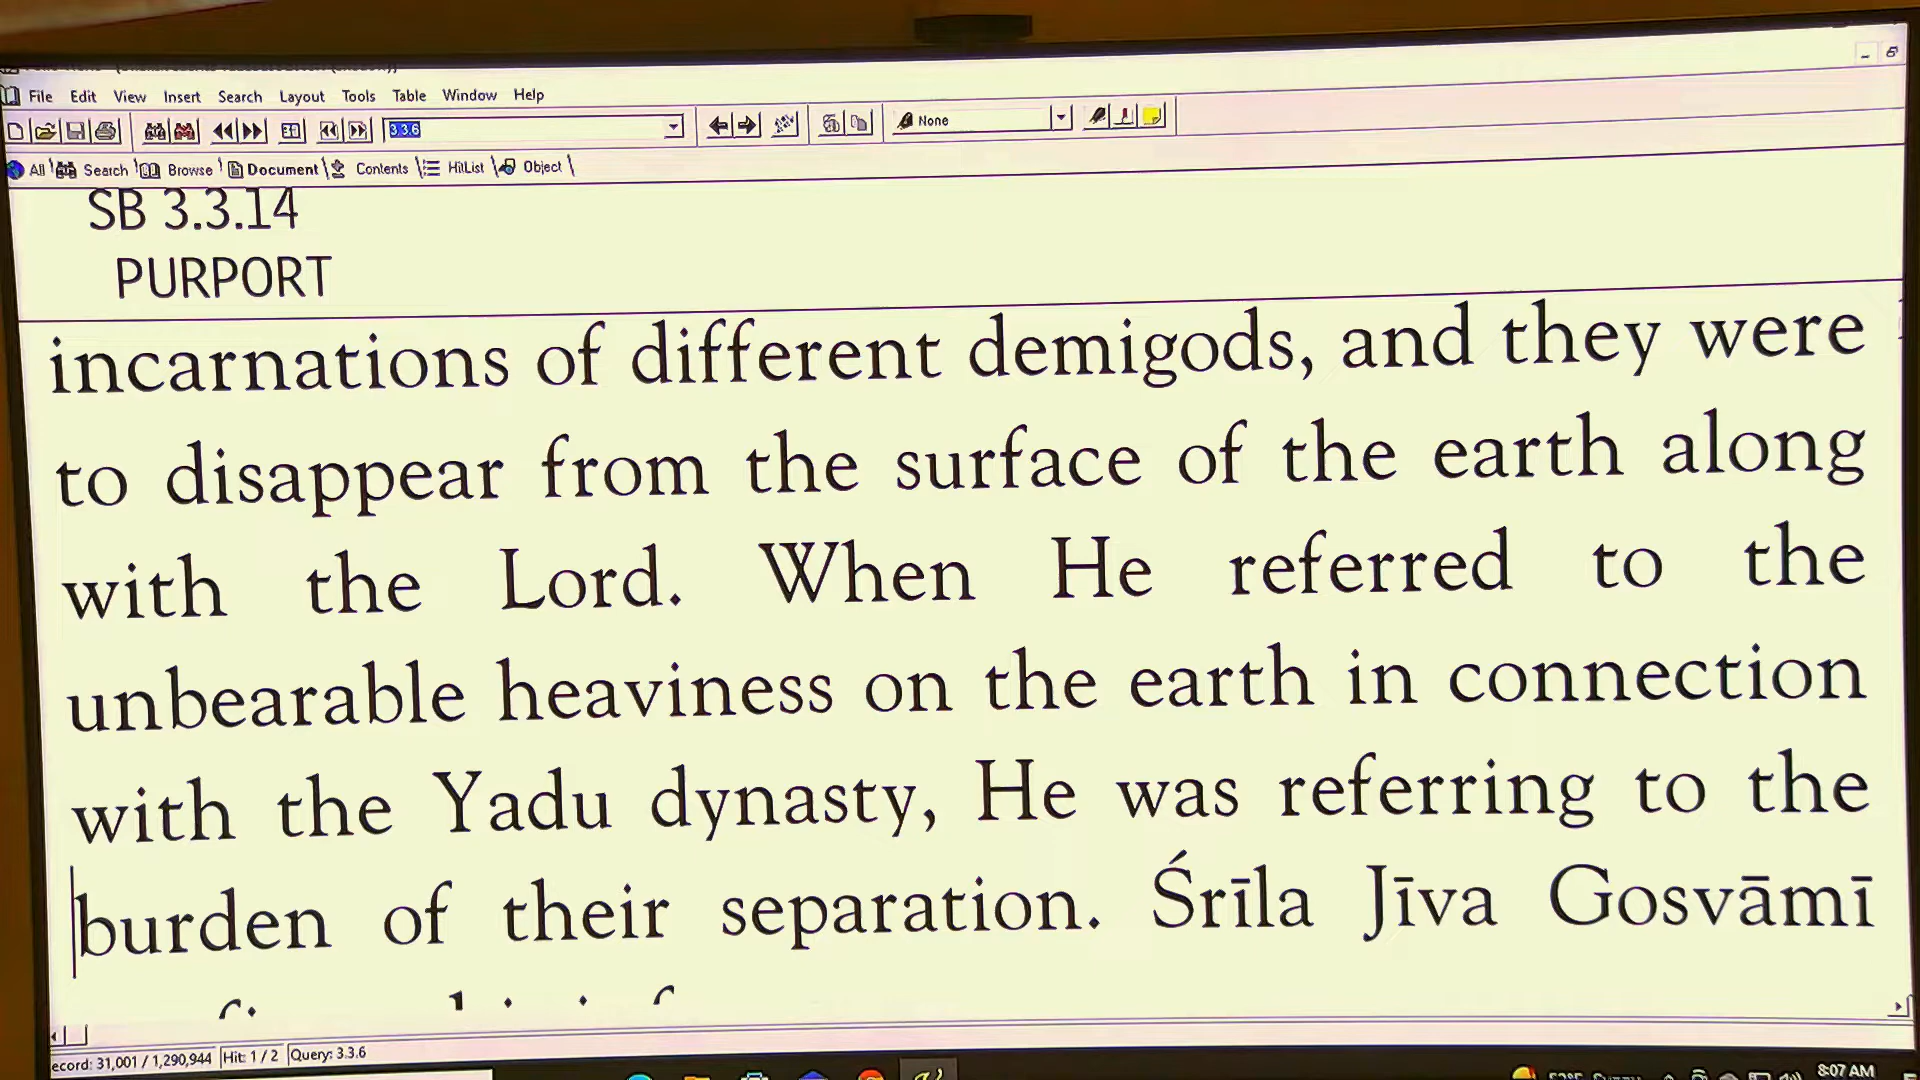 File Edit View Insert Search Layout Tools Table Window Help
3.3.6
None
All Search Browse Document Contents HitList Object
SB 3.3.14
PURPORT
incarnations of different demigods, and they were
to disappear from the surface of the earth along
with the Lord. When He referred to the
unbearable heaviness on the earth in connection
with the Yadu dynasty, He was referring to the
burden of their separation. Śrīla Jīva Gosvāmī
ecord: 31,001 / 1,290,944 Hit: 1 / 2 Query: 3.3.6
8:07 AM